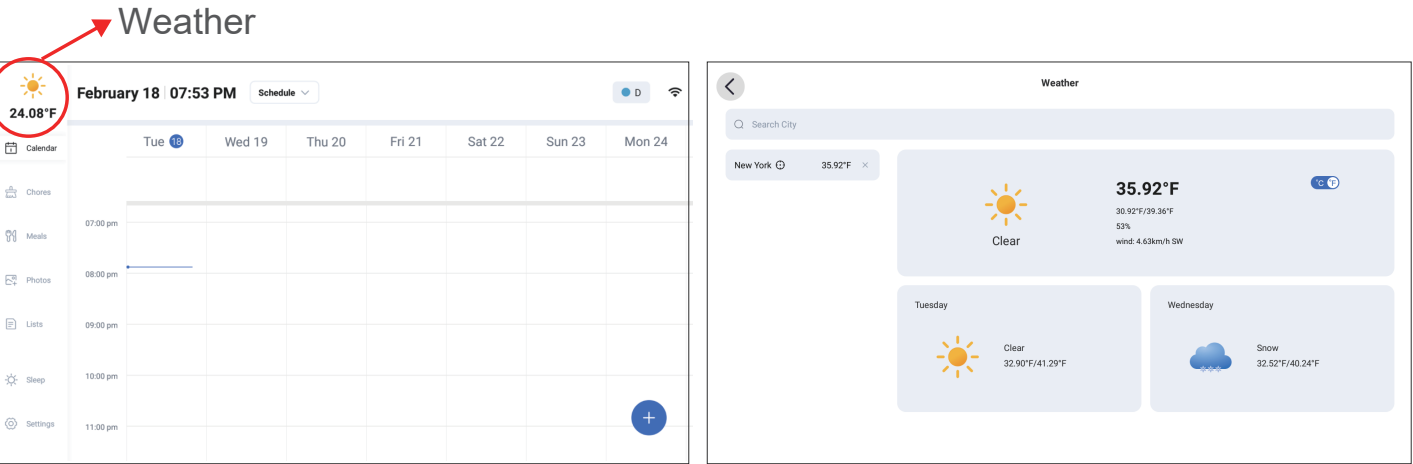 Weather
24.08°F
February 18 07:53 PM Schedule
D
Calendar
Chores
Meals
Photos
Lists
Sleep
Settings
Tue 18 Wed 19 Thu 20 Fri 21 Sat 22 Sun 23 Mon 24
07:00 pm
08:00 pm
09:00 pm
10:00 pm
11:00 pm
+
Weather
Search City
New York 35.92°F ×
Clear
35.92°F
30.92°F/39.36°F
53%
wind: 4.63km/h SW
°C °F
Tuesday
Clear
32.90°F/41.29°F
Wednesday
Snow
32.52°F/40.24°F